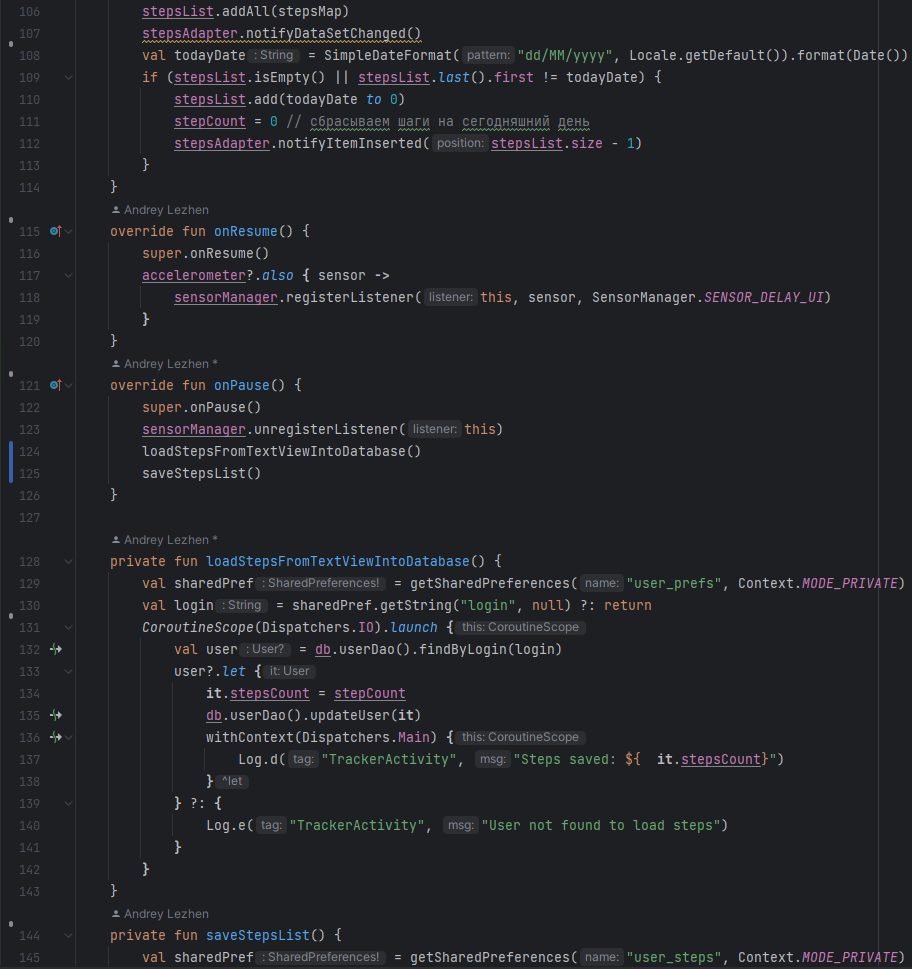 106 stepsList.addAll(stepsMap)
107 stepsAdapter.notifyDataSetChanged()
108 val todayDate : String = SimpleDateFormat( pattern: "dd/MM/yyyy", Locale.getDefault()).format(Date())
109 if (stepsList.isEmpty() || stepsList.last().first != todayDate) {
110 stepsList.add(todayDate to 0)
111 stepCount = 0 // сбрасываем шаги на сегодняшний день
112 stepsAdapter.notifyItemInserted( position: stepsList.size - 1)
113 }
114 }
Andrey Lezhen
115 override fun onResume() {
116 super.onResume()
117 accelerometer?.also { sensor ->
118 sensorManager.registerListener( listener: this, sensor, SensorManager.SENSOR_DELAY_UI)
119 }
120 }
Andrey Lezhen *
121 override fun onPause() {
122 super.onPause()
123 sensorManager.unregisterListener( listener: this)
124 loadStepsFromTextViewIntoDatabase()
125 saveStepsList()
126 }
127
Andrey Lezhen *
128 private fun loadStepsFromTextViewIntoDatabase() {
129 val sharedPref : SharedPreferences! = getSharedPreferences( name: "user_prefs", Context.MODE_PRIVATE)
130 val login : String = sharedPref.getString("login", null) ?: return
131 CoroutineScope(Dispatchers.IO).launch { this: CoroutineScope
132 val user : User? = db.userDao().findByLogin(login)
133 user?.let { it: User
134 it.stepsCount = stepCount
135 db.userDao().updateUser(it)
136 withContext(Dispatchers.Main) { this: CoroutineScope
137 Log.d( tag: "TrackerActivity", msg: "Steps saved: ${  it.stepsCount}")
138 } ^let
139 } ?: {
140 Log.e( tag: "TrackerActivity", msg: "User not found to load steps")
141 }
142 }
143 }
Andrey Lezhen
144 private fun saveStepsList() {
145 val sharedPref : SharedPreferences! = getSharedPreferences( name: "user_steps", Context.MODE_PRIVATE)